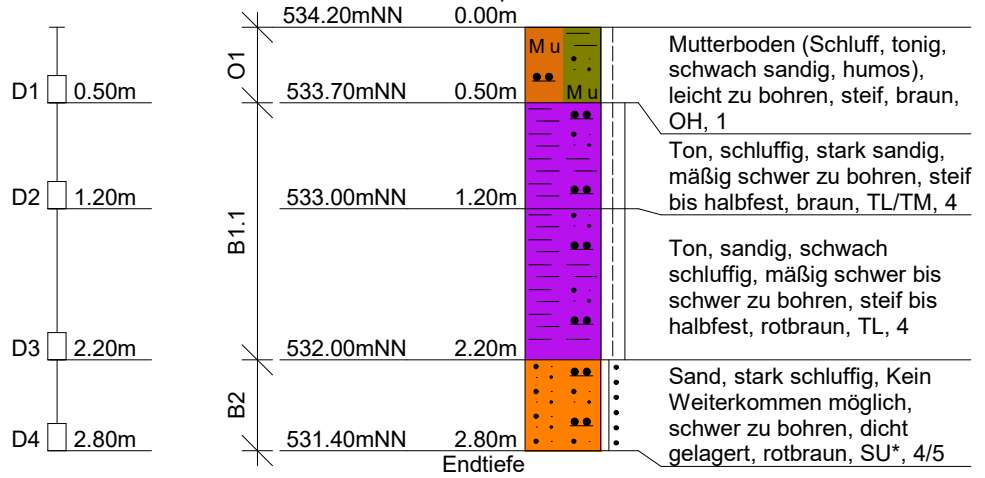 534.20mNN 0.00m
O1
Mu
Mu
Mutterboden (Schluff, tonig,
schwach sandig, humos),
leicht zu bohren, steif, braun,
OH, 1
D1 0.50m
533.70mNN 0.50m
Ton, schluffig, stark sandig,
mäßig schwer zu bohren, steif
bis halbfest, braun, TL/TM, 4
D2 1.20m
533.00mNN 1.20m
B1.1
Ton, sandig, schwach
schluffig, mäßig schwer bis
schwer zu bohren, steif bis
halbfest, rotbraun, TL, 4
D3 2.20m
532.00mNN 2.20m
B2
Sand, stark schluffig, Kein
Weiterkommen möglich,
schwer zu bohren, dicht
gelagert, rotbraun, SU*, 4/5
D4 2.80m
531.40mNN 2.80m
Endtiefe